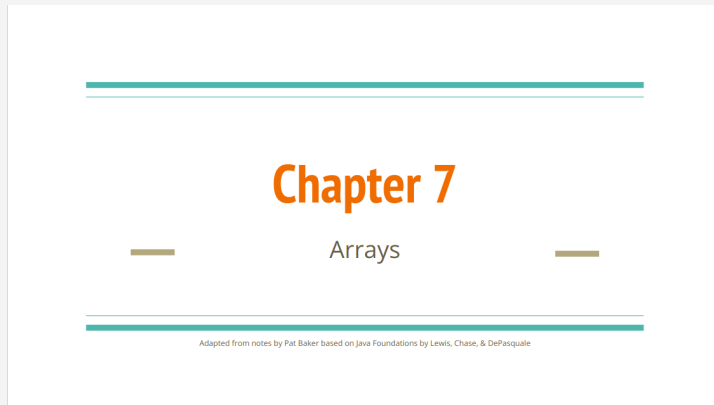 Chapter 7
Arrays
Adapted from notes by Pat Baker based on Java Foundations by Lewis, Chase, & DePasquale